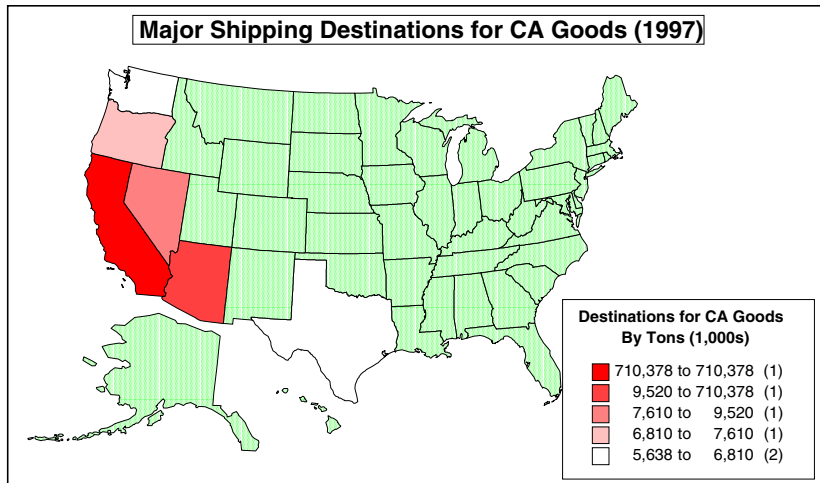 Major Shipping Destinations for CA Goods (1997)
Destinations for CA Goods
By Tons (1,000s)
710,378 to 710,378 (1)
9,520 to 710,378 (1)
7,610 to 9,520 (1)
6,810 to 7,610 (1)
5,638 to 6,810 (2)